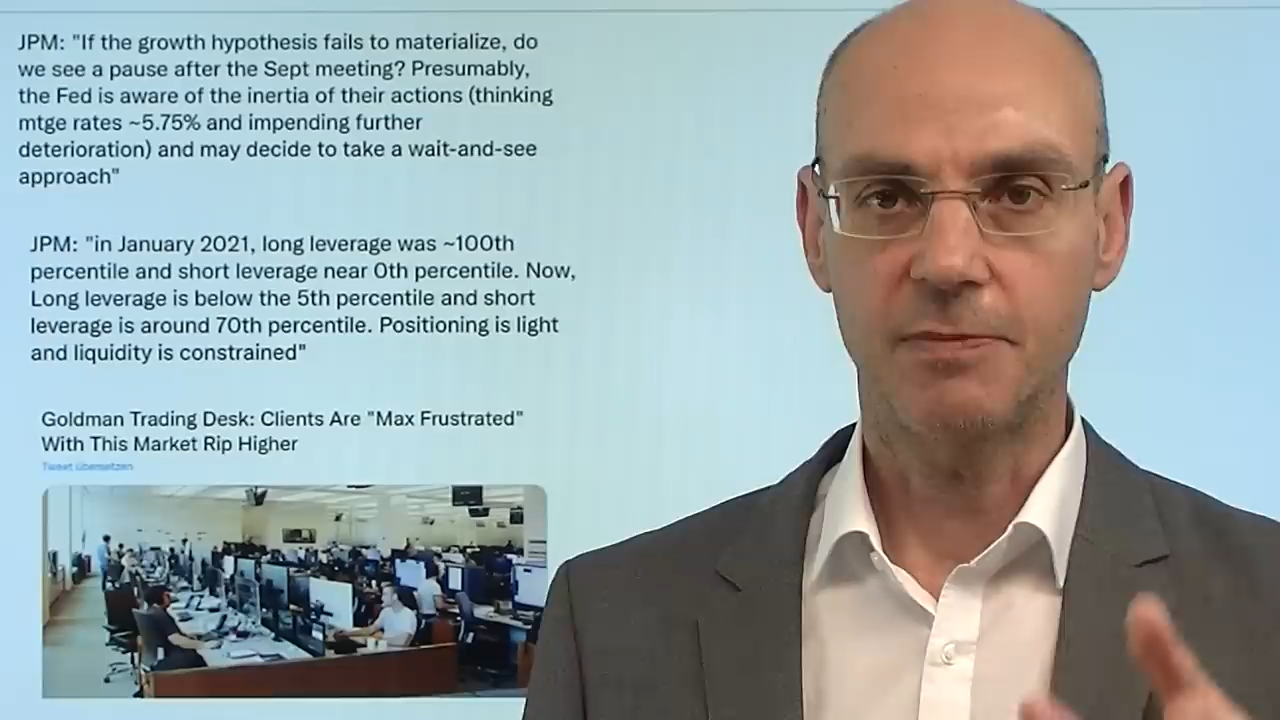 JPM: "If the growth hypothesis fails to materialize, do
we see a pause after the Sept meeting? Presumably,
the Fed is aware of the inertia of their actions (thinking
mtge rates ~5.75% and impending further
deterioration) and may decide to take a wait-and-see
approach"
JPM: "in January 2021, long leverage was ~100th
percentile and short leverage near 0th percentile. Now,
Long leverage is below the 5th percentile and short
leverage is around 70th percentile. Positioning is light
and liquidity is constrained"
Goldman Trading Desk: Clients Are "Max Frustrated"
With This Market Rip Higher
Tweet übersetzen